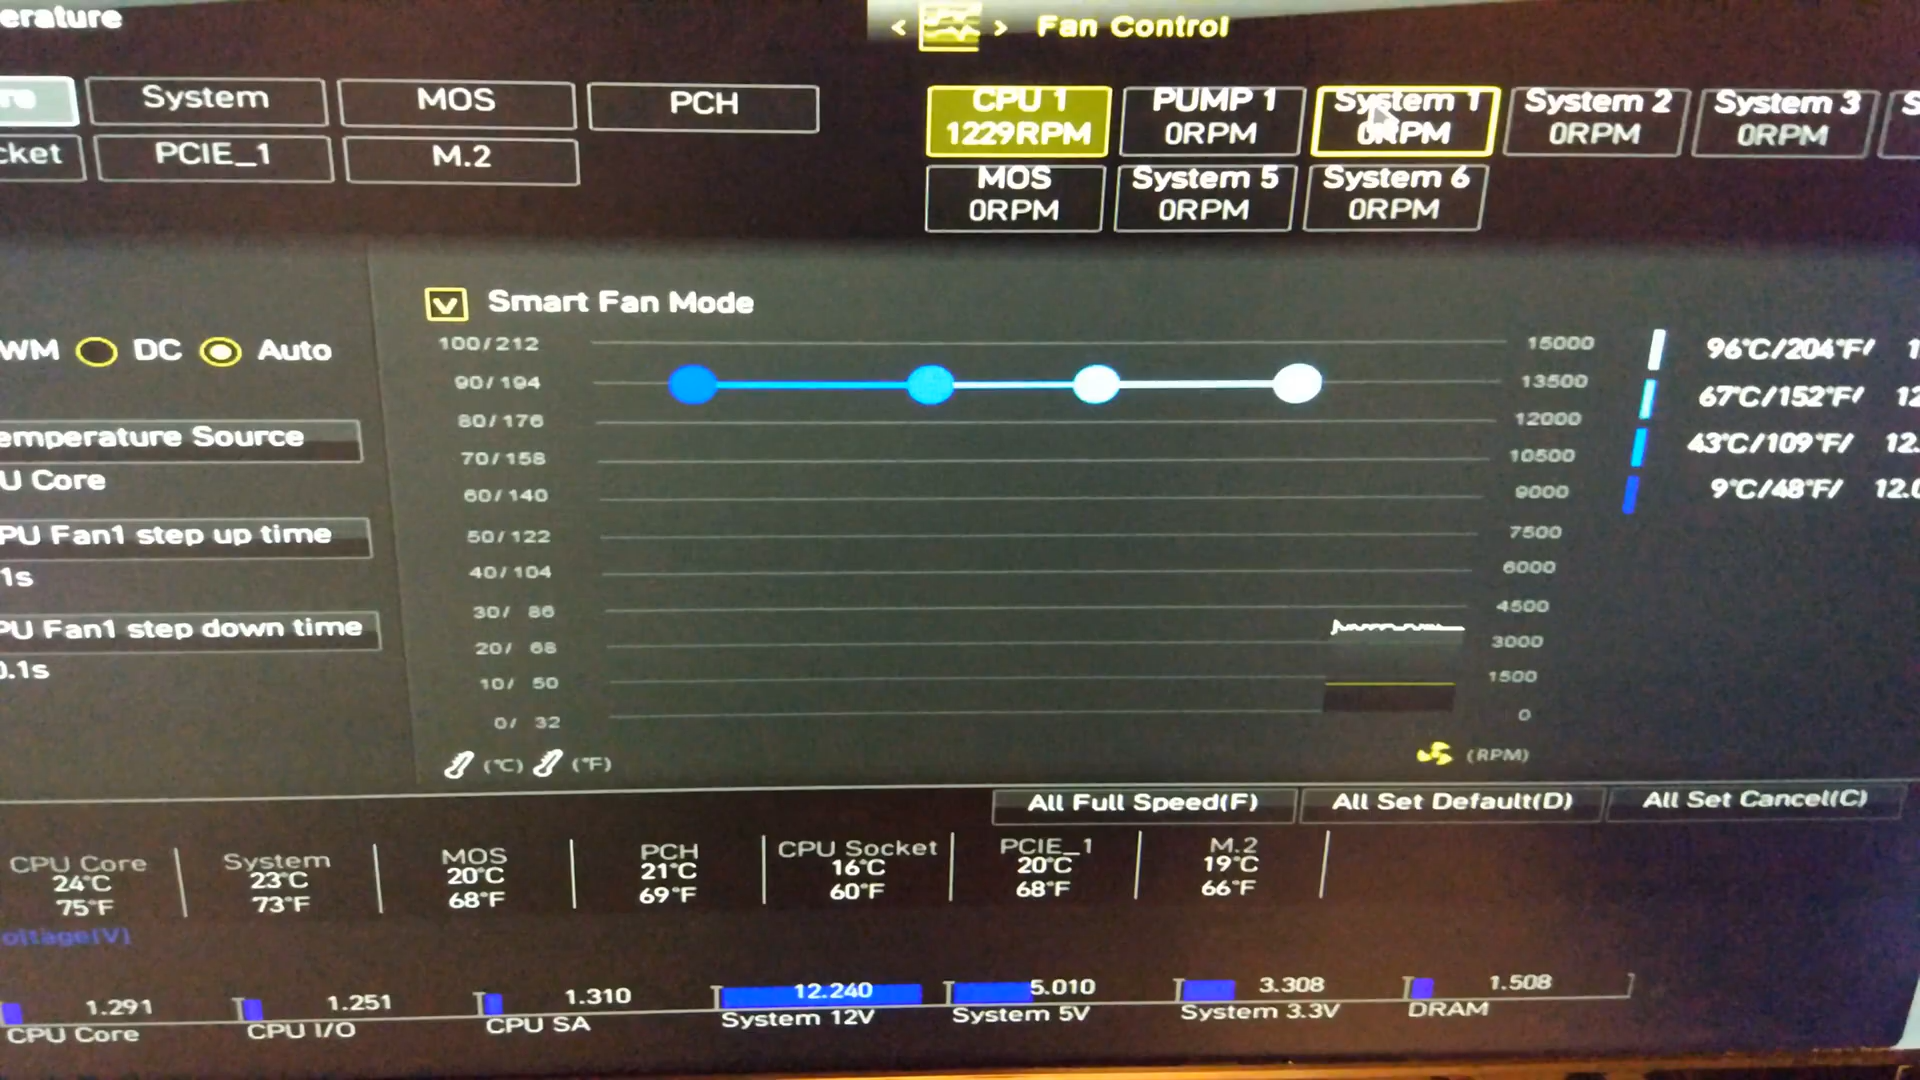 erature
< > Fan Control
System
MOS
PCH
cket
PCIE_1
M.2
CPU 1
1229RPM
PUMP 1
0RPM
System 1
0RPM
System 2
0RPM
System 3
0RPM
S
MOS
0RPM
System 5
0RPM
System 6
0RPM
WM DC Auto
emperature Source
U Core
PU Fan1 step up time
1s
PU Fan1 step down time
0.1s
V Smart Fan Mode
100/212
90/194
80/176
70/158
60/140
50/122
40/104
30/ 86
20/ 68
10/ 50
0/ 32
(°C) (°F)
15000
13500
12000
10500
9000
7500
6000
4500
3000
1500
0
(RPM)
96°C/204°F/ 1
67°C/152°F/ 12
43°C/109°F/ 12.
9°C/48°F/ 12.0
All Full Speed(F) All Set Default(D) All Set Cancel(C)
CPU Core
24°C
75°F
System
23°C
73°F
MOS
20°C
68°F
PCH
21°C
69°F
CPU Socket
16°C
60°F
PCIE_1
20°C
68°F
M.2
19°C
66°F
oltage(V)
1.291
CPU Core
1.251
CPU I/O
1.310
CPU SA
12.240
System 12V
5.010
System 5V
3.308
System 3.3V
1.508
DRAM